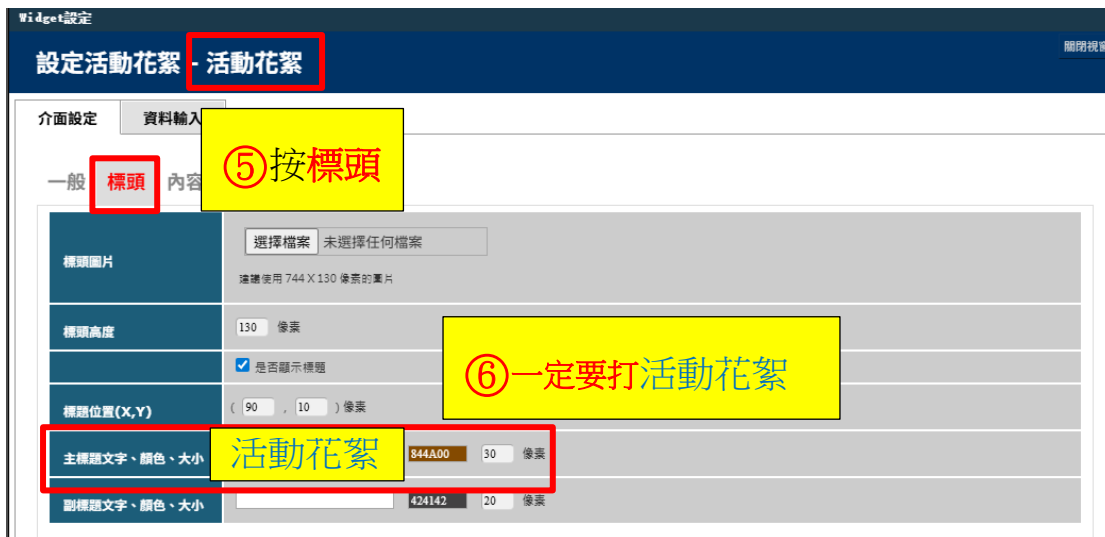 Widget設定
設定活動花絮 - 活動花絮
關閉視窗
介面設定 資料輸入
⑤按標頭
一般 標頭 內容
標頭圖片
選擇檔案 未選擇任何檔案
建議使用 744 X 130 像素的圖片
標頭高度 130 像素
是否顯示標題
⑥一定要打活動花絮
標題位置(X,Y) ( 90 , 10 ) 像素
主標題文字、顏色、大小 活動花絮 844A00 30 像素
副標題文字、顏色、大小 424142 20 像素